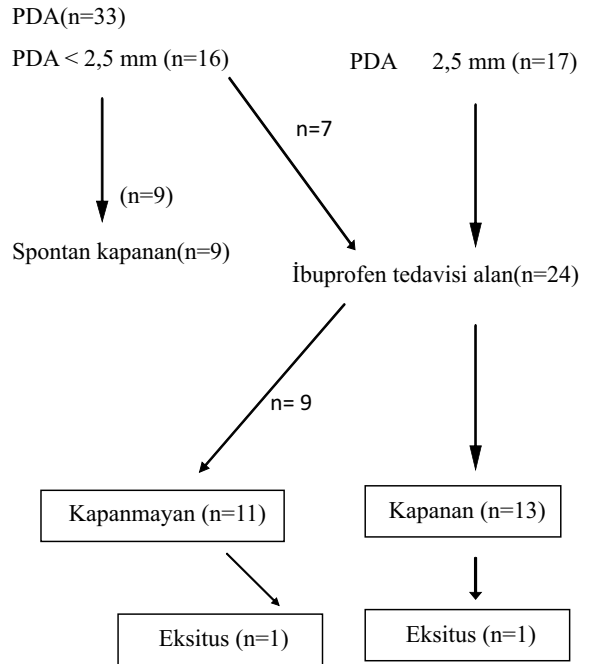 PDA(n=33)
PDA < 2,5 mm (n=16)
PDA 2,5 mm (n=17)
n=7
(n=9)
Spontan kapanan(n=9)
İbuprofen tedavisi alan(n=24)
n= 9
Kapanmayan (n=11)
Kapanan (n=13)
Eksitus (n=1)
Eksitus (n=1)